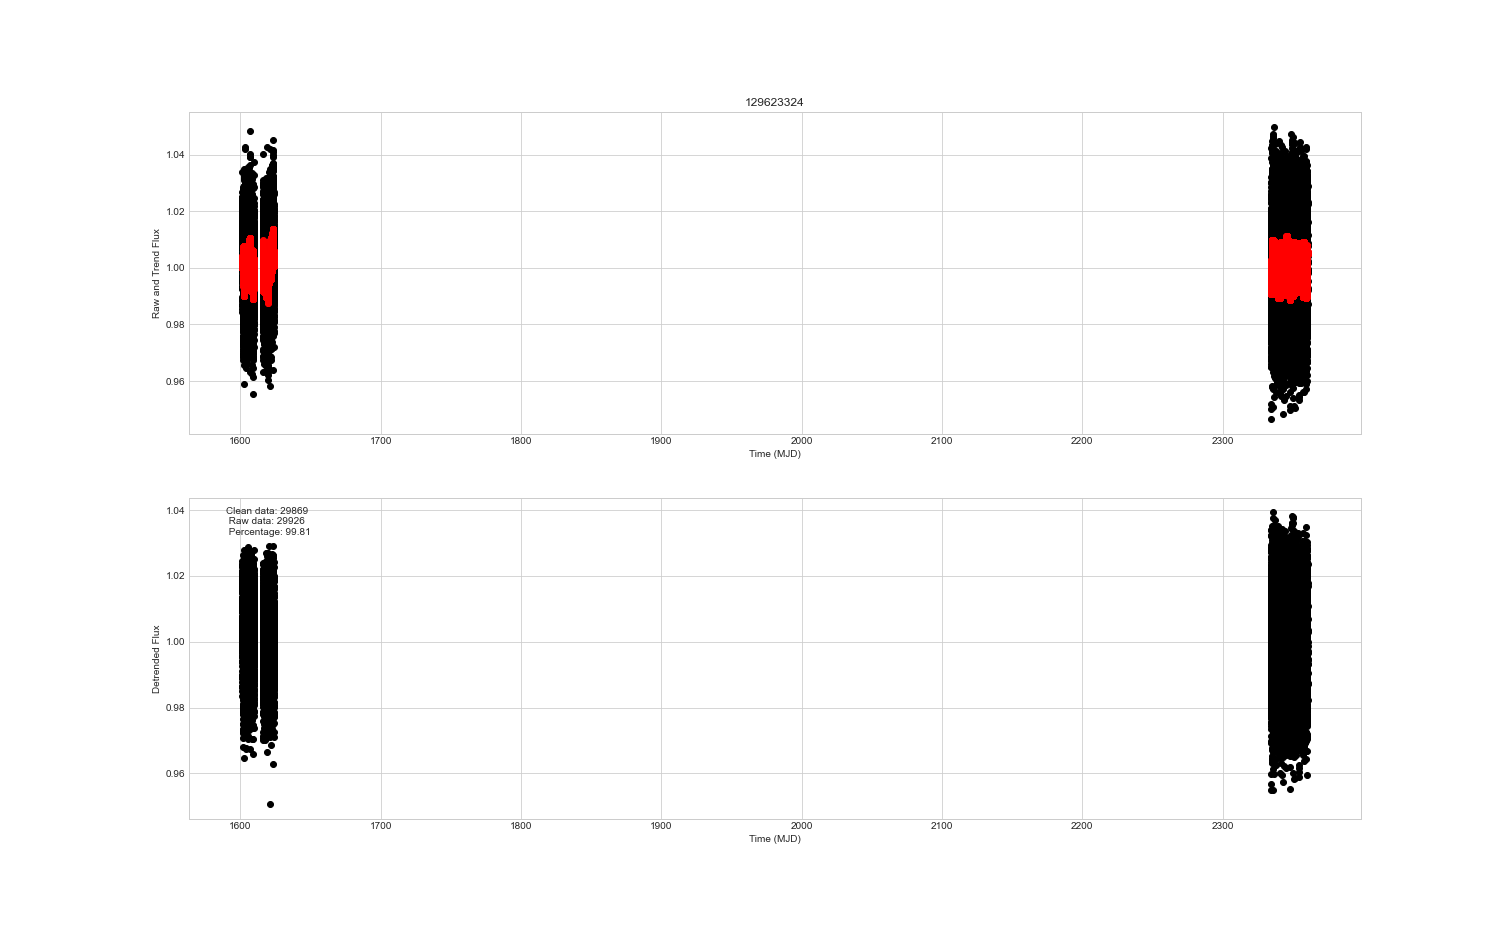 129623324
1.04
1.02
1.00
0.98
0.96
Raw and Trend Flux
1600 1700 1800 1900 2000 2100 2200 2300
Time (MJD)
Clean data: 29869
Raw data: 29926
Percentage: 99.81
1.04
1.02
1.00
0.98
0.96
Detrended Flux
1600 1700 1800 1900 2000 2100 2200 2300
Time (MJD)